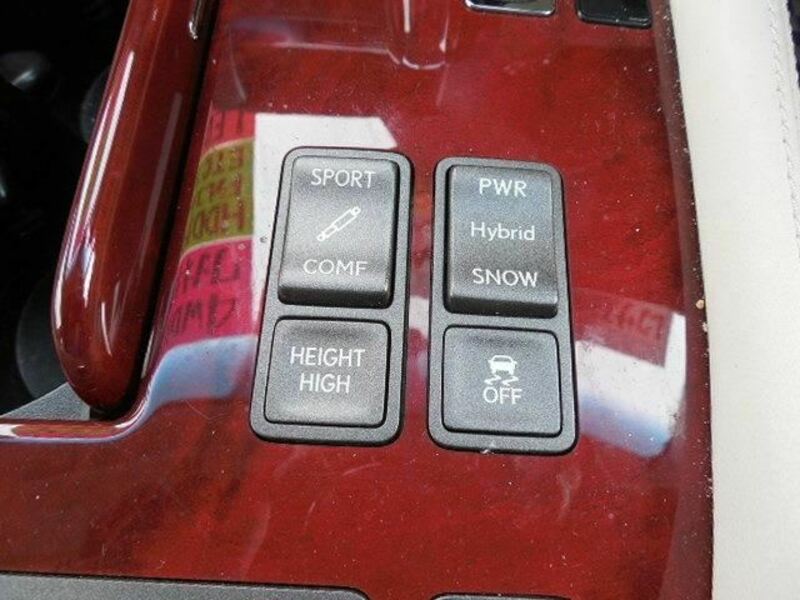 SPORT
COMF
HEIGHT
HIGH
PWR
Hybrid
SNOW
OFF